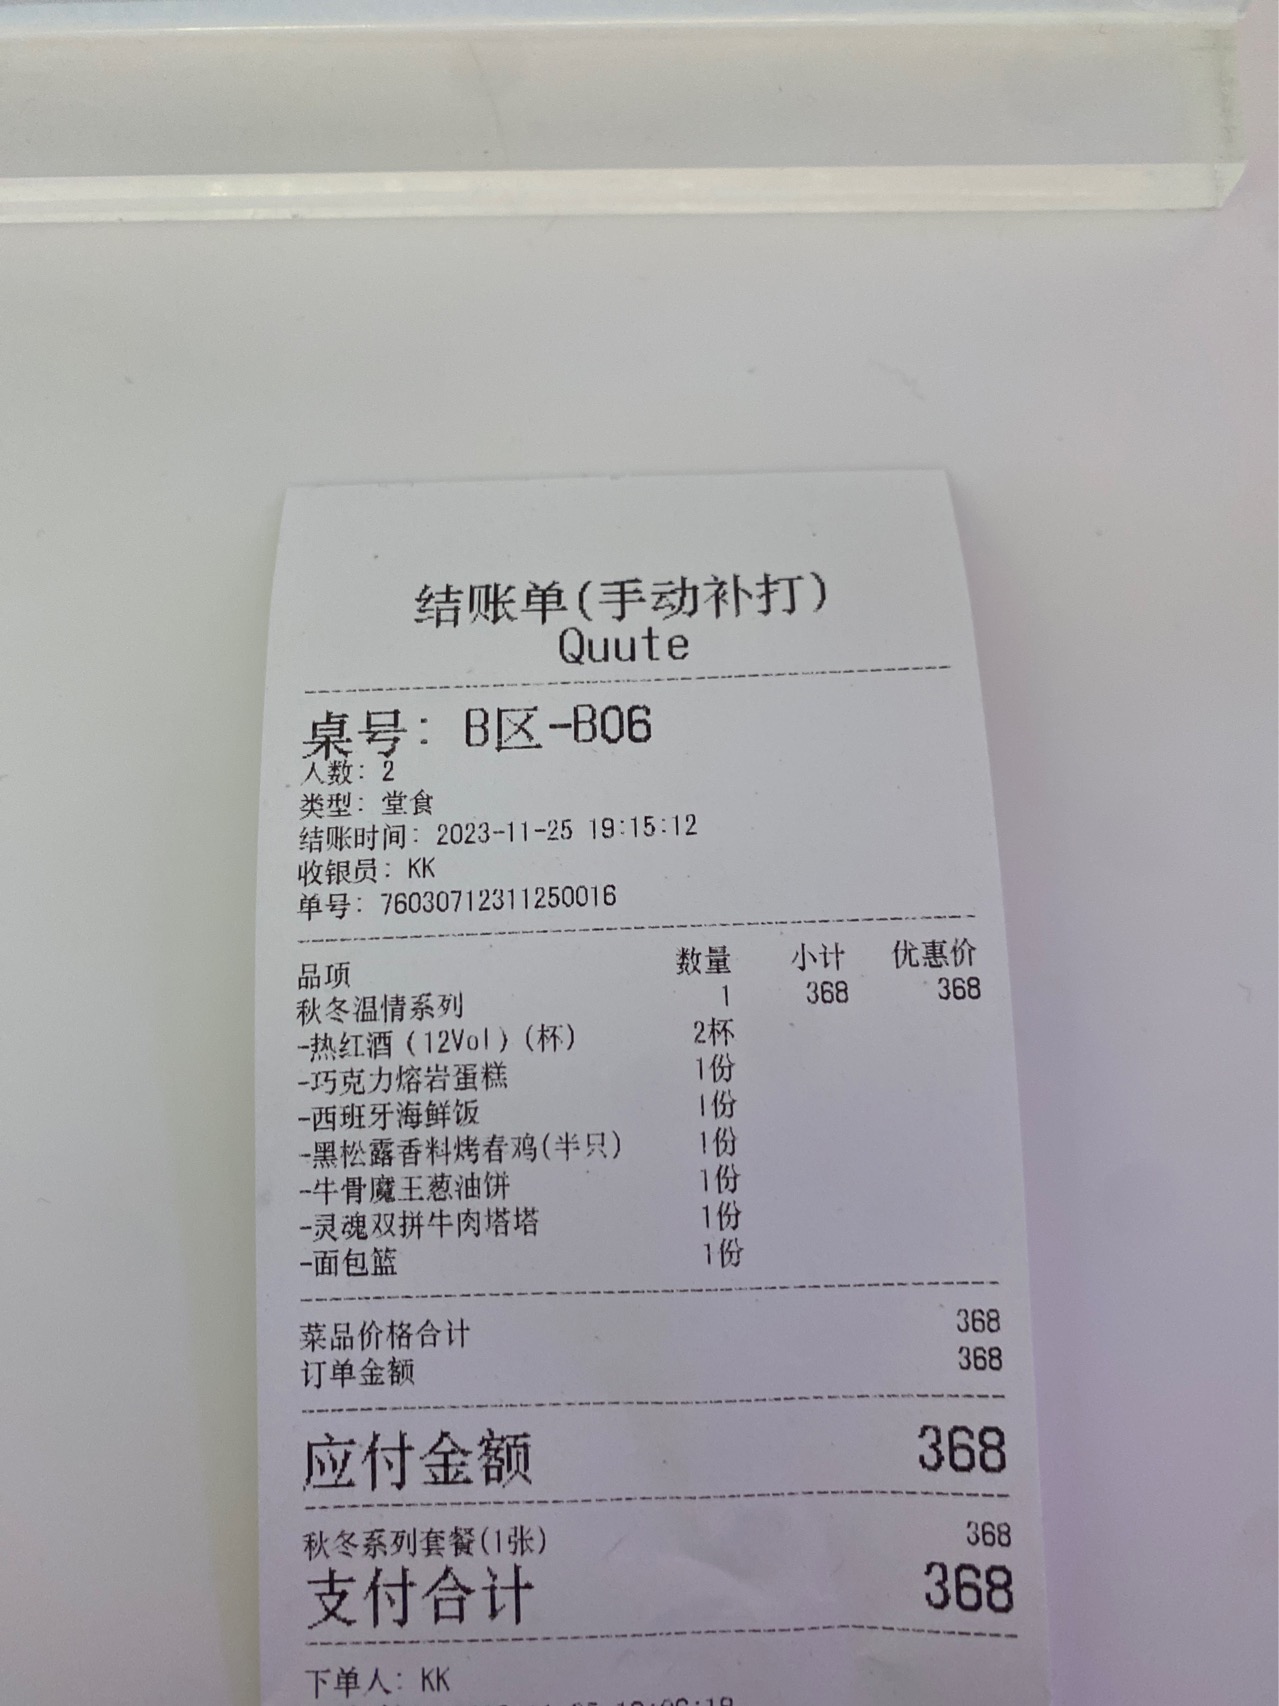 结账单(手动补打)
Quute
桌号: B区-B06
人数: 2
类型: 堂食
结账时间: 2023-11-25 19:15:12
收银员: KK
单号: 76030712311250016
品项 数量 小计 优惠价
秋冬温情系列 1 368 368
-热红酒(12Vol)(杯) 2杯
-巧克力熔岩蛋糕 1份
-西班牙海鲜饭 1份
-黑松露香料烤春鸡(半只) 1份
-牛骨魔王葱油饼 1份
-灵魂双拼牛肉塔塔 1份
-面包篮 1份
菜品价格合计 368
订单金额 368
应付金额 368
秋冬系列套餐(1张) 368
支付合计 368
下单人: KK